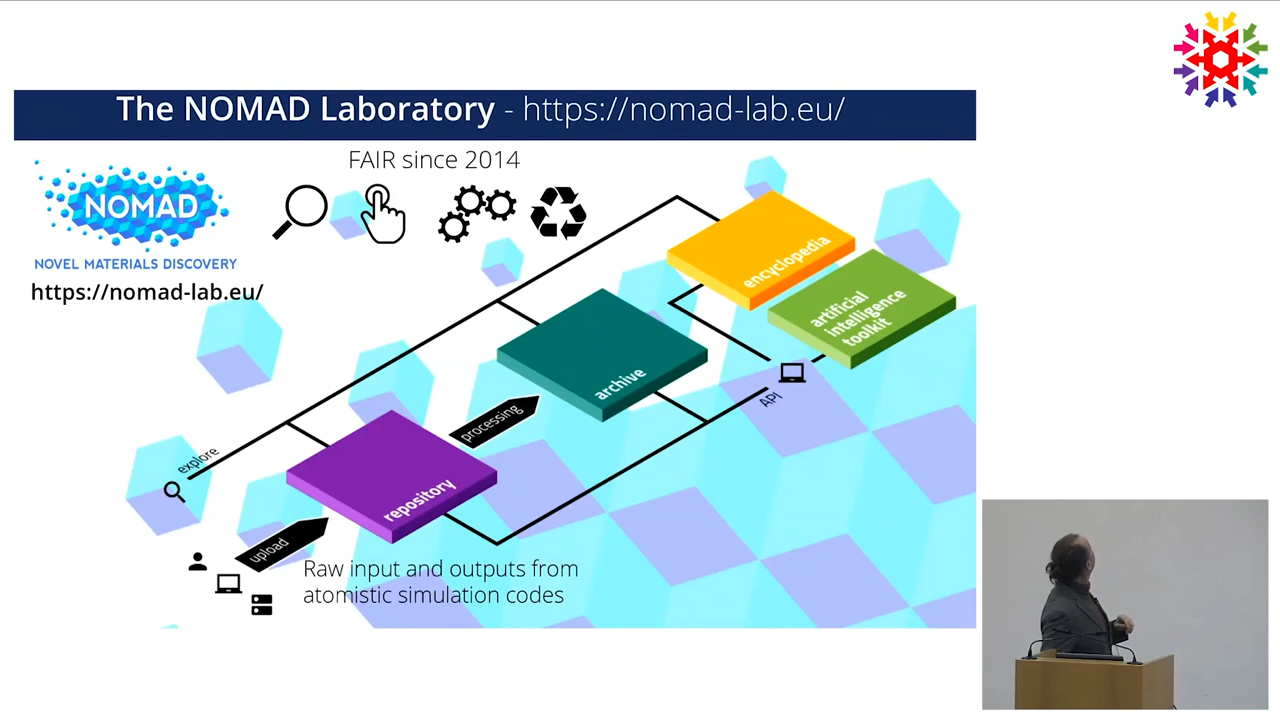 The NOMAD Laboratory - https://nomad-lab.eu/
FAIR since 2014
NOMAD
NOVEL MATERIALS DISCOVERY
https://nomad-lab.eu/
encyclopedia
artificial
intelligence
toolkit
archive
API
processing
explore
repository
upload
Raw input and outputs from
atomistic simulation codes